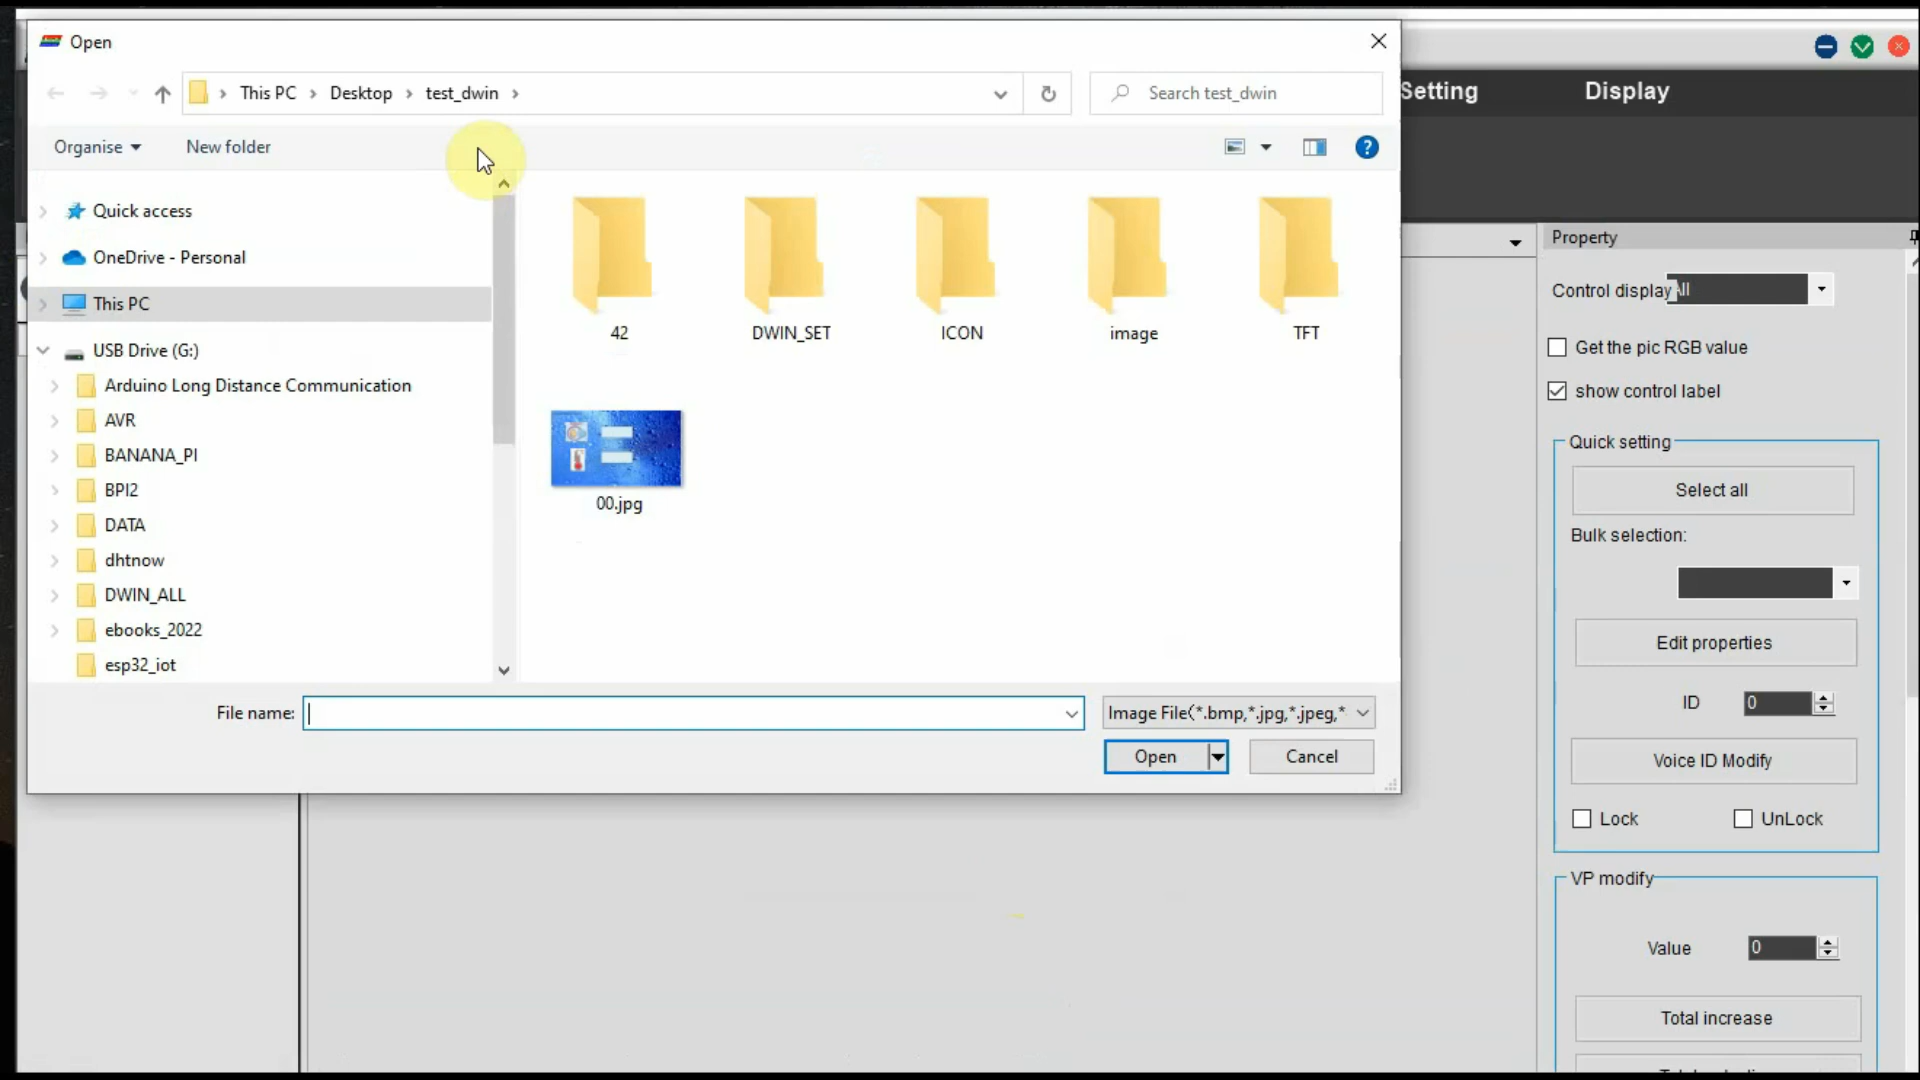 Open
This PC > Desktop > test_dwin >
Search test_dwin
Setting
Display
Organise
New folder
Quick access
OneDrive - Personal
This PC
USB Drive (G:)
Arduino Long Distance Communication
AVR
BANANA_PI
BPI2
DATA
dhtnow
DWIN_ALL
ebooks_2022
esp32_iot
42
DWIN_SET
ICON
image
TFT
00.jpg
File name:
Image File(*.bmp,*.jpg,*.jpeg,*
Open
Cancel
Property
Control display
Get the pic RGB value
show control label
Quick setting
Select all
Bulk selection:
Edit properties
ID 0
Voice ID Modify
Lock
UnLock
VP modify
Value 0
Total increase